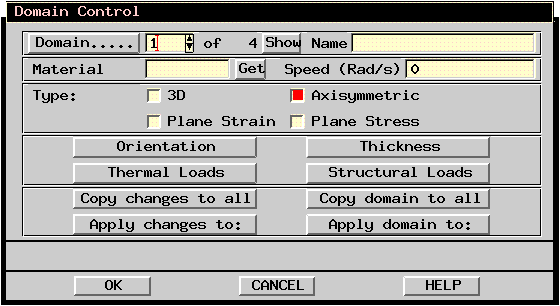 Domain Control
Domain..... 1 of 4 Show Name
Material Get Speed (Rad/s) 0
Type: 3D Axisymmetric
Plane Strain Plane Stress
Orientation Thickness
Thermal Loads Structural Loads
Copy changes to all Copy domain to all
Apply changes to: Apply domain to:
OK CANCEL HELP